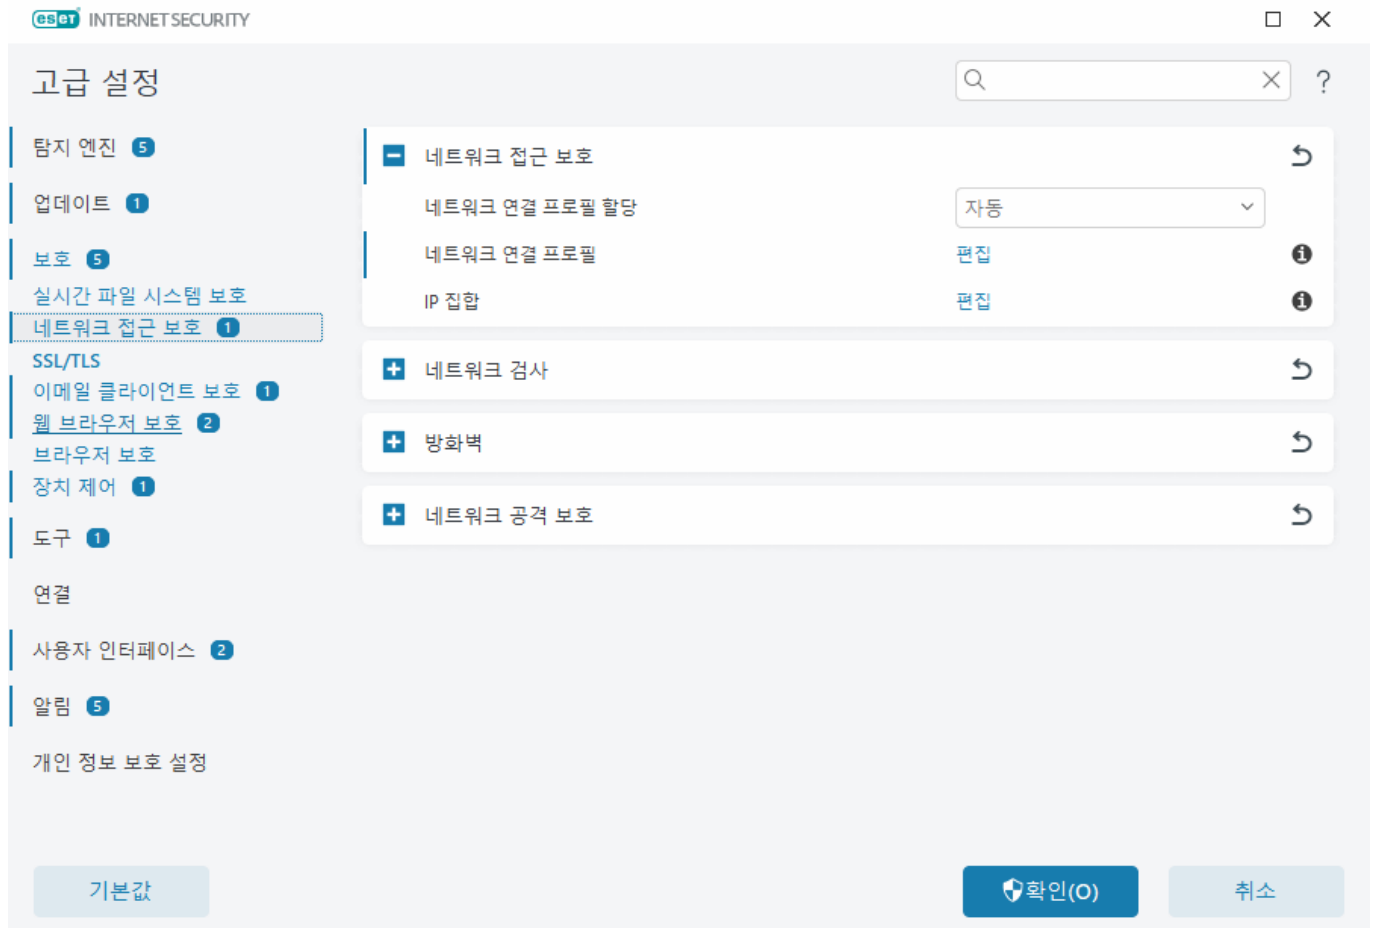 eset INTERNET SECURITY
고급 설정
?
탐지 엔진 5
업데이트 1
보호 5
실시간 파일 시스템 보호
네트워크 접근 보호 1
SSL/TLS
이메일 클라이언트 보호 1
웹 브라우저 보호 2
브라우저 보호
장치 제어 1
도구 1
연결
사용자 인터페이스 2
알림 5
개인 정보 보호 설정
네트워크 접근 보호
네트워크 연결 프로필 할당 자동
네트워크 연결 프로필 편집
IP 집합 편집
네트워크 검사
방화벽
네트워크 공격 보호
기본값
확인(O)
취소